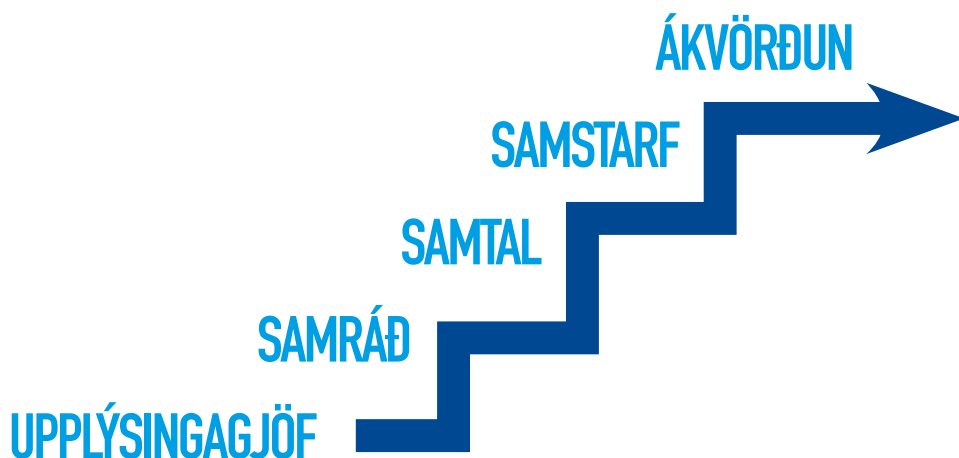 ÁKVÖRÐUN
SAMSTARF
SAMTAL
SAMRÁÐ
UPPLÝSINGAGJÖF